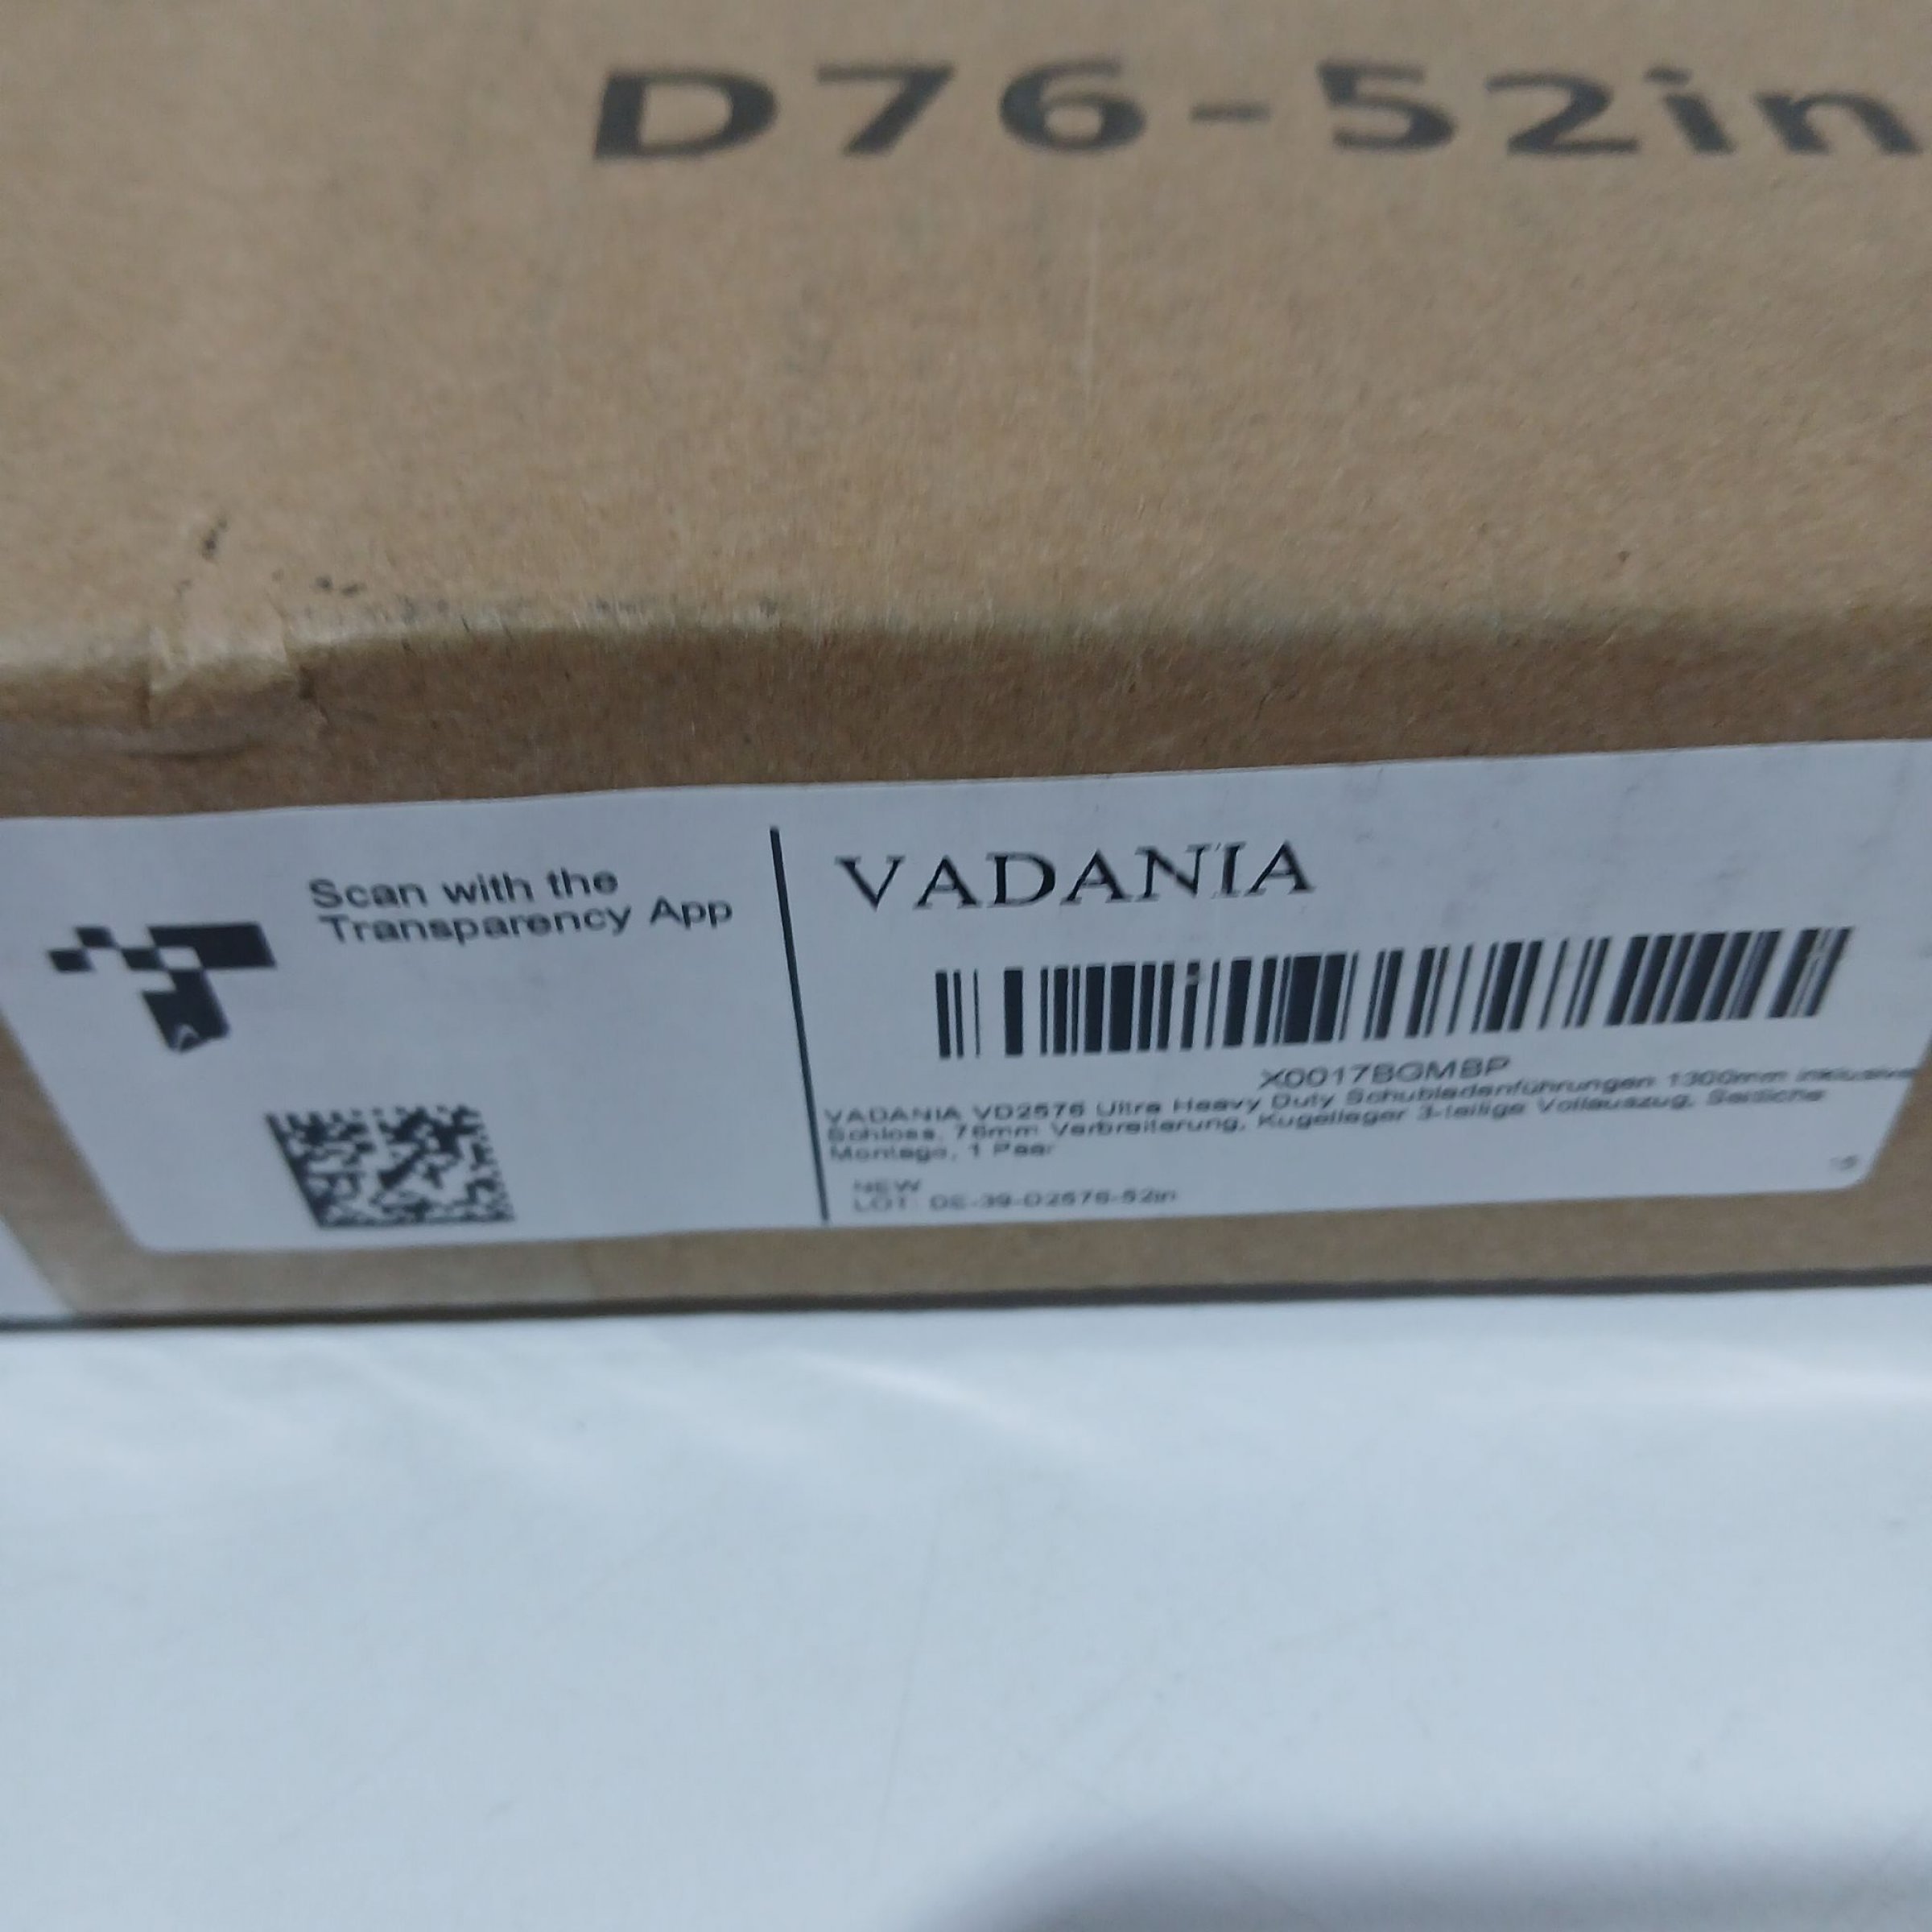 D76-52in
Scan with the
Transparency App
VADANIA
X0017BGMBP
VADANIA VD2576 Ultra Heavy Duty Schubladenführungen 1300mm inklusive
Schloss, 76mm Verbreiterung, Kugellager 3-teilige Vollauszug, Seitliche
Montage, 1 Paar
NEW
LOT: DE-39-D2576-52in